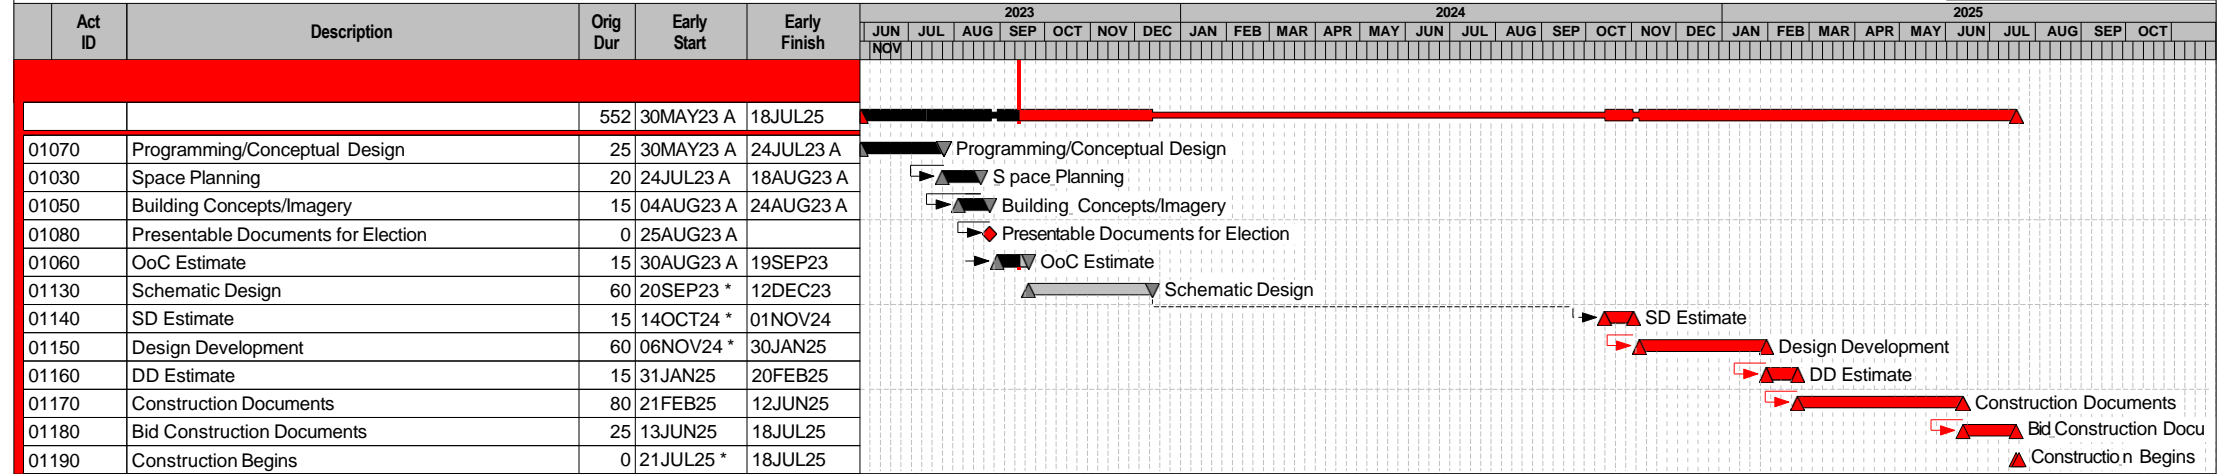 Act ID Description Orig Dur Early Start Early Finish 2023 2024 2025
JUN JUL AUG SEP OCT NOV DEC JAN FEB MAR APR MAY JUN JUL AUG SEP OCT NOV DEC JAN FEB MAR APR MAY JUN JUL AUG SEP OCT
NOV
552 30MAY23 A 18JUL25
01070 Programming/Conceptual Design 25 30MAY23 A 24JUL23 A Programming/Conceptual Design
01030 Space Planning 20 24JUL23 A 18AUG23 A S pace Planning
01050 Building Concepts/Imagery 15 04AUG23 A 24AUG23 A Building Concepts/Imagery
01080 Presentable Documents for Election 0 25AUG23 A Presentable Documents for Election
01060 OoC Estimate 15 30AUG23 A 19SEP23 OoC Estimate
01130 Schematic Design 60 20SEP23 * 12DEC23 Schematic Design
01140 SD Estimate 15 14OCT24 * 01NOV24 SD Estimate
01150 Design Development 60 06NOV24 * 30JAN25 Design Development
01160 DD Estimate 15 31JAN25 20FEB25 DD Estimate
01170 Construction Documents 80 21FEB25 12JUN25 Construction Documents
01180 Bid Construction Documents 25 13JUN25 18JUL25 Bid Construction Docu
01190 Construction Begins 0 21JUL25 * 18JUL25 Construction Begins